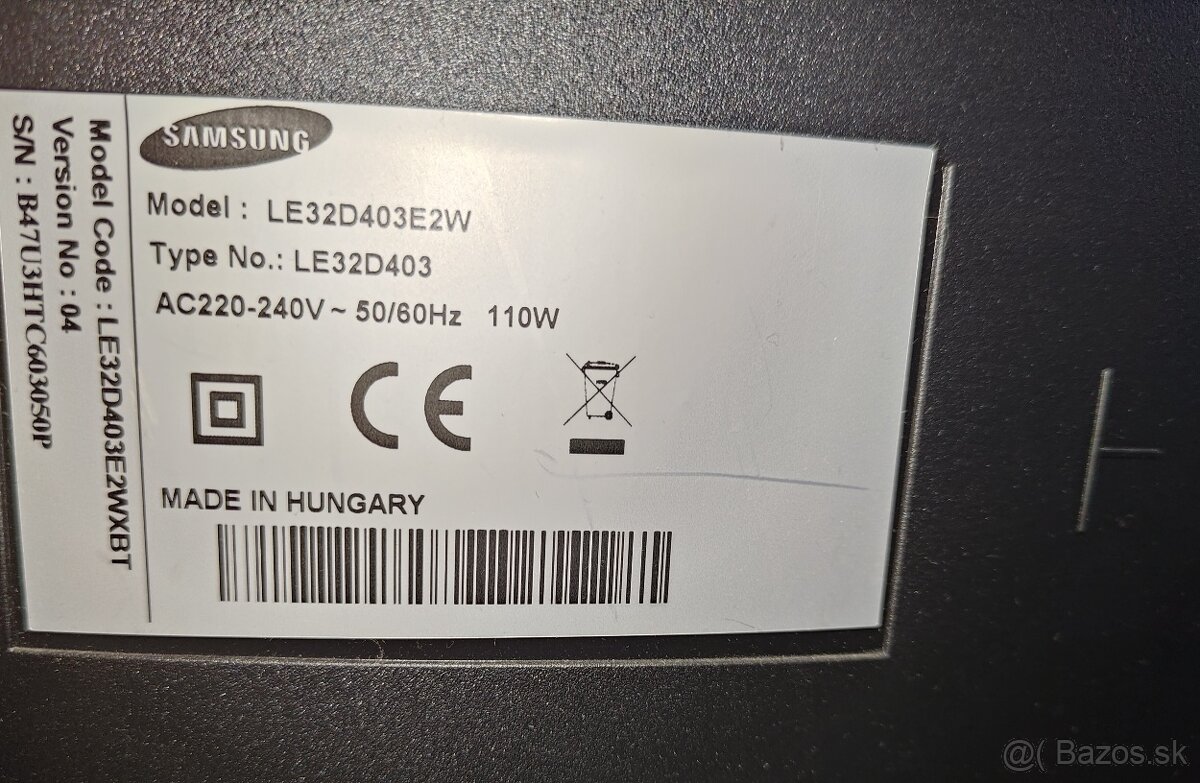 SAMSUNG
Model : LE32D403E2W
Type No.: LE32D403
AC220-240V ~ 50/60Hz 110W
CE
MADE IN HUNGARY
Model Code : LE32D403E2WXBT
Version No : 04
S/N : B47U3HTC603050P
@( Bazos.sk